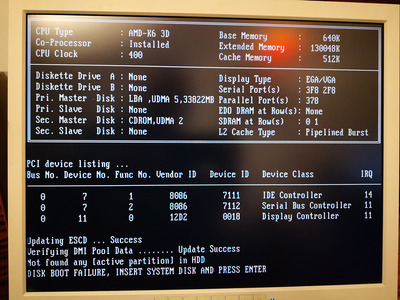 CPU Type : AMD-K6 3D Base Memory : 640K
Co-Processor : Installed Extended Memory : 130048K
CPU Clock : 400 Cache Memory : 512K
Diskette Drive A : None Display Type : EGA/VGA
Diskette Drive B : None Serial Port(s) : 3F8 2F8
Pri. Master Disk : LBA ,UDMA 5,33822MB Parallel Port(s) : 378
Pri. Slave Disk : None EDO DRAM at Row(s): None
Sec. Master Disk : CDROM,UDMA 2 SDRAM at Row(s) : 0 1
Sec. Slave Disk : None L2 Cache Type : Pipelined Burst
PCI device listing ...
Bus No. Device No. Func No. Vendor ID Device ID Device Class IRQ
0 7 1 8086 7111 IDE Controller 14
0 7 2 8086 7112 Serial Bus Controller 11
0 11 0 12D2 0018 Display Controller 11
Updating ESCD ... Success
Verifying DMI Pool Data ........ Update Success
Not found any [active partition] in HDD
DISK BOOT FAILURE, INSERT SYSTEM DISK AND PRESS ENTER